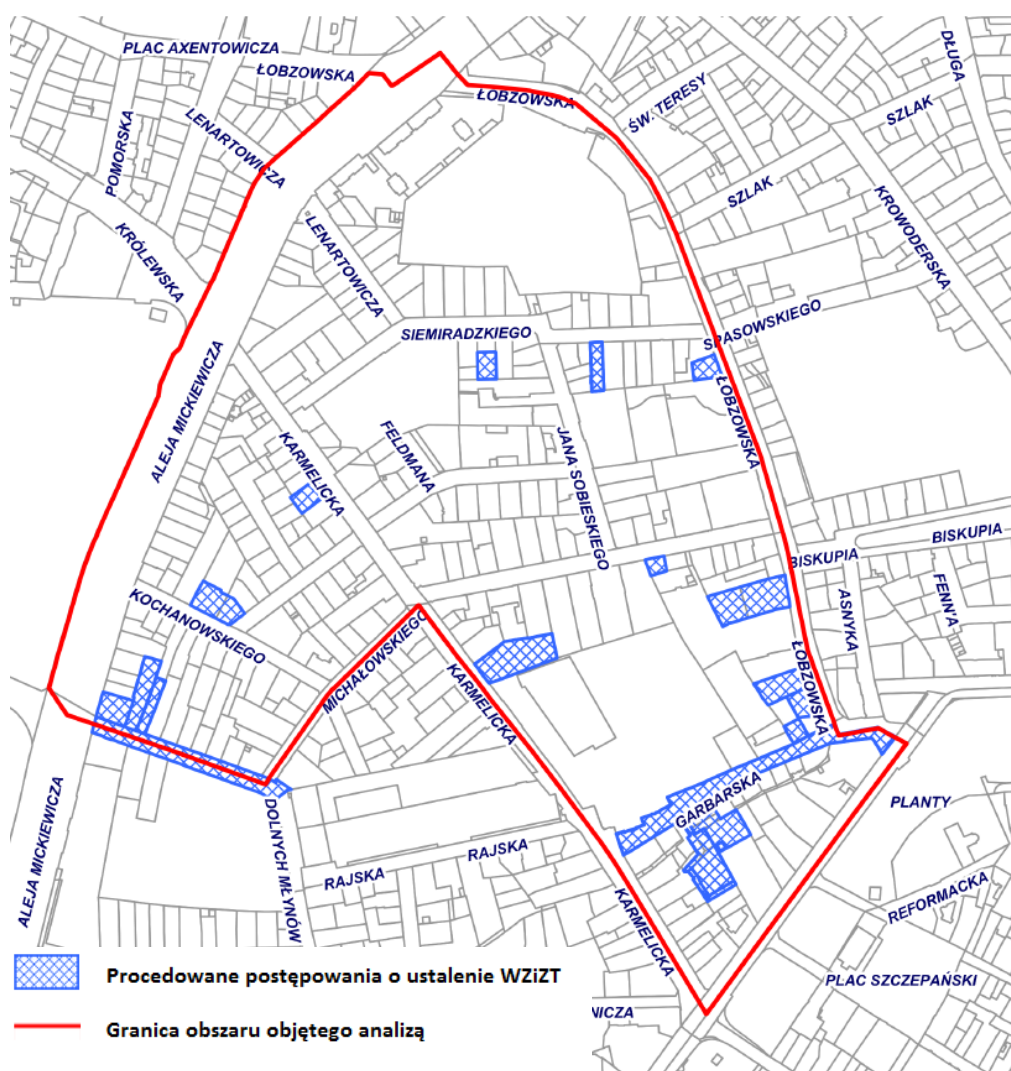 PLAC AXENTOWICZA
ŁOBZOWSKA
DŁUGA
ŁOBZOWSKA
ŚW. TERESY
SZLAK
LENARTOWICZA
POMORSKA
SZLAK
KROWODERSKA
KRÓLEWSKA
LENARTOWICZA
SIEMIRADZKIEGO
SPASOWSKIEGO
ALEJA MICKIEWICZA
ŁOBZOWSKA
KARMELICKA
FELDMANA
JANA SOBIESKIEGO
BISKUPIA
BISKUPIA
ASNYKA
FENN'A
KOCHANOWSKIEGO
MICHAŁOWSKIEGO
KARMELICKA
ŁOBZOWSKA
GARBARSKA
PLANTY
ALEJA MICKIEWICZA
DOLNYCH MŁYNÓW
RAJSKA
RAJSKA
KARMELICKA
REFORMACKA
PLAC SZCZEPAŃSKI
NICZA
Procedowane postępowania o ustalenie WZiZT
Granica obszaru objętego analizą